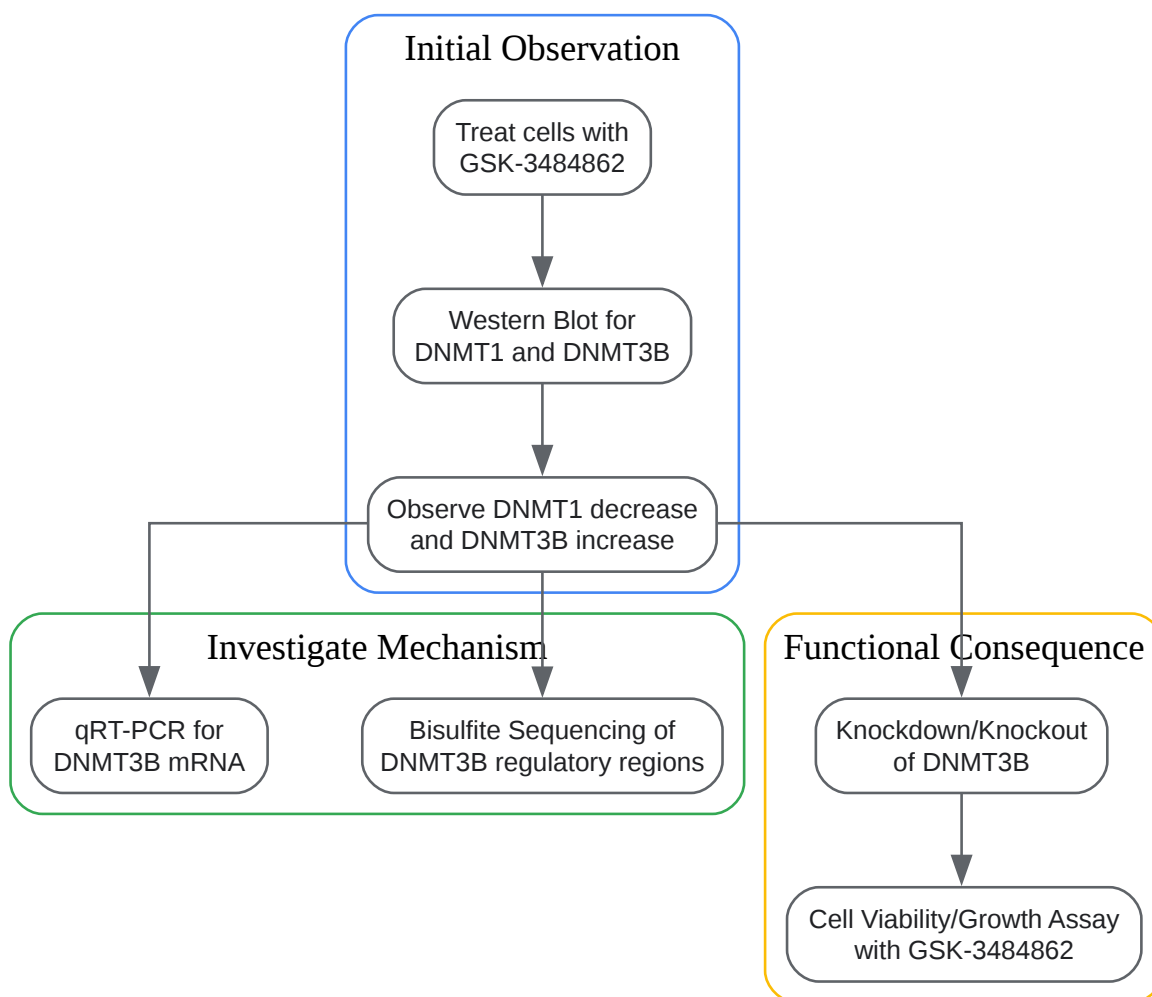 Initial Observation
Treat cells with
GSK-3484862
Western Blot for
DNMT1 and DNMT3B
Observe DNMT1 decrease
and DNMT3B increase
Investigate Mechanism
qRT-PCR for
DNMT3B mRNA
Bisulfite Sequencing of
DNMT3B regulatory regions
Functional Consequence
Knockdown/Knockout
of DNMT3B
Cell Viability/Growth Assay
with GSK-3484862